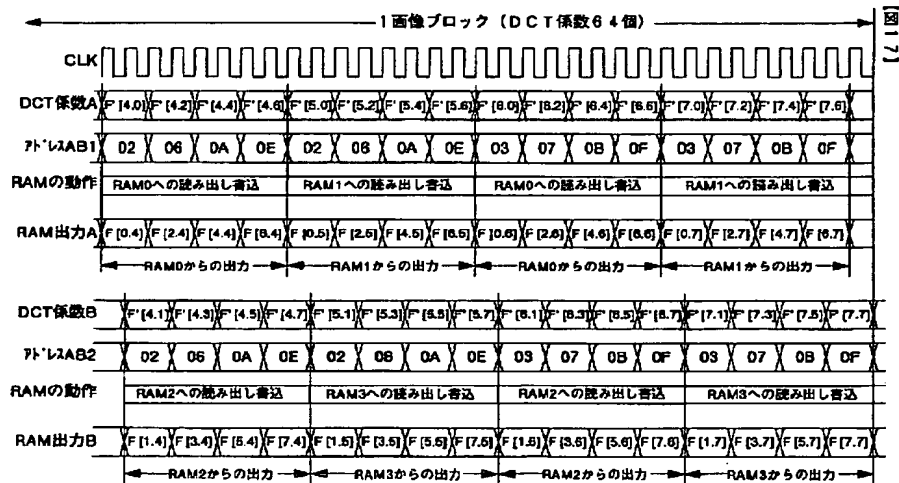 1画像ブロック（DCT係数64個）
【図17】
CLK
DCT係数A F'[4.0] F'[4.2] F'[4.4] F'[4.6] F'[5.0] F'[5.2] F'[5.4] F'[5.6] F'[6.0] F'[6.2] F'[6.4] F'[6.6] F'[7.0] F'[7.2] F'[7.4] F'[7.6]
ｱﾄﾞﾚｽAB1 02 06 0A 0E 02 06 0A 0E 03 07 0B 0F 03 07 0B 0F
RAMの動作 RAM0への読み出し書込 RAM1への読み出し書込 RAM0への読み出し書込 RAM1への読み出し書込
RAM出力A F[0.4] F[2.4] F[4.4] F[6.4] F[0.5] F[2.5] F[4.5] F[6.5] F[0.6] F[2.6] F[4.6] F[6.6] F[0.7] F[2.7] F[4.7] F[6.7]
RAM0からの出力 RAM1からの出力 RAM0からの出力 RAM1からの出力
DCT係数B F'[4.1] F'[4.3] F'[4.5] F'[4.7] F'[5.1] F'[5.3] F'[5.5] F'[5.7] F'[6.1] F'[6.3] F'[6.5] F'[6.7] F'[7.1] F'[7.3] F'[7.5] F'[7.7]
ｱﾄﾞﾚｽAB2 02 06 0A 0E 02 06 0A 0E 03 07 0B 0F 03 07 0B 0F
RAMの動作 RAM2への読み出し書込 RAM3への読み出し書込 RAM2への読み出し書込 RAM3への読み出し書込
RAM出力B F[1.4] F[3.4] F[5.4] F[7.4] F[1.5] F[3.5] F[5.5] F[7.5] F[1.6] F[3.6] F[5.6] F[7.6] F[1.7] F[3.7] F[5.7] F[7.7]
RAM2からの出力 RAM3からの出力 RAM2からの出力 RAM3からの出力